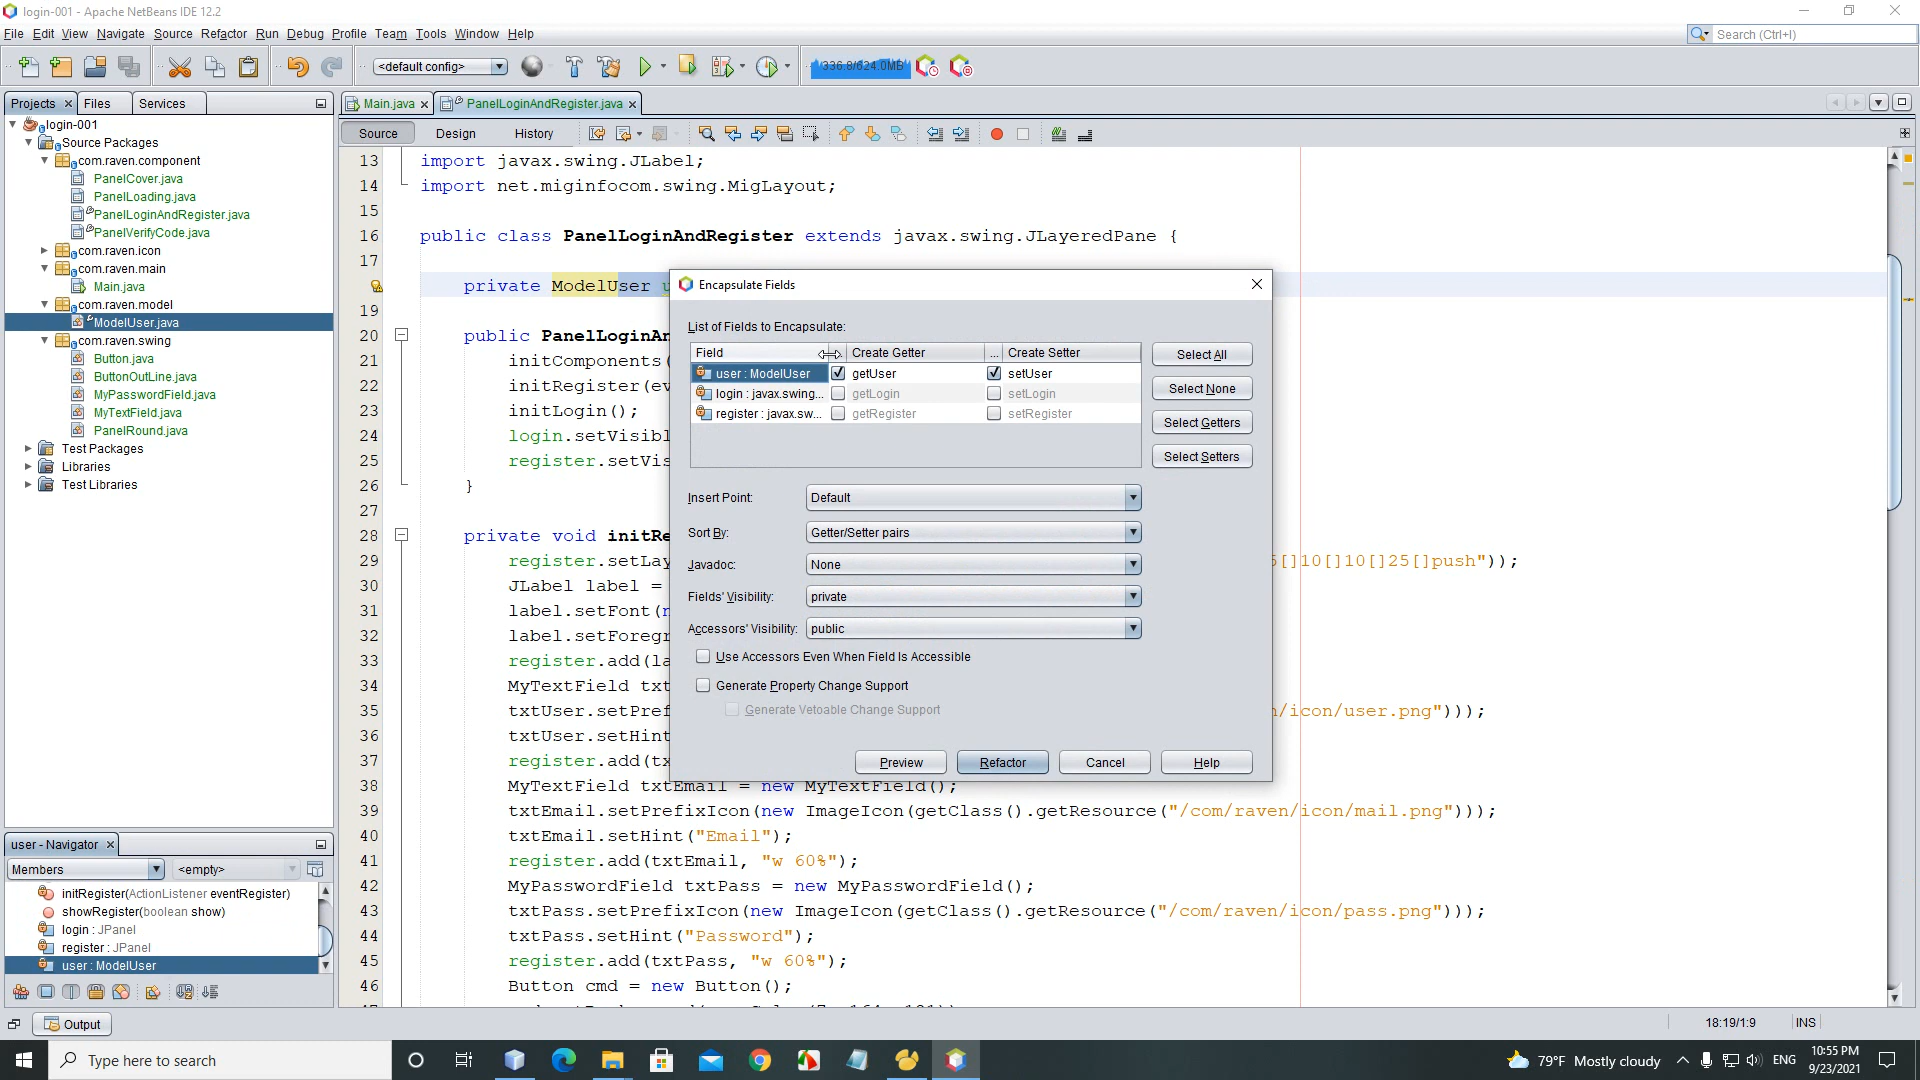 login-001 - Apache NetBeans IDE 12.2
File Edit View Navigate Source Refactor Run Debug Profile Team Tools Window Help
Search (Ctrl+I)
<default config>
336.8/624.0MB
Projects Files Services
Main.java PanelLoginAndRegister.java
Source Design History
login-001
Source Packages
com.raven.component
PanelCover.java
PanelLoading.java
PanelLoginAndRegister.java
PanelVerifyCode.java
com.raven.icon
com.raven.main
Main.java
com.raven.model
ModelUser.java
com.raven.swing
Button.java
ButtonOutLine.java
MyPasswordField.java
MyTextField.java
PanelRound.java
Test Packages
Libraries
Test Libraries
13 import javax.swing.JLabel;
14 import net.miginfocom.swing.MigLayout;
15
16 public class PanelLoginAndRegister extends javax.swing.JLayeredPane {
17
private ModelUser u
19
20 public PanelLoginAn
21 initComponents(
22 initRegister(ev
23 initLogin();
24 login.setVisibl
25 register.setVis
26 }
27
28 private void initRe
29 register.setLay 5[]10[]10[]25[]push"));
30 JLabel label =
31 label.setFont(n
32 label.setForegr
33 register.add(la
34 MyTextField txt
35 txtUser.setPref n/icon/user.png")));
36 txtUser.setHint
37 register.add(tx
38 MyTextField txtEmail = new MyTextField();
39 txtEmail.setPrefixIcon(new ImageIcon(getClass().getResource("/com/raven/icon/mail.png")));
40 txtEmail.setHint("Email");
41 register.add(txtEmail, "w 60%");
42 MyPasswordField txtPass = new MyPasswordField();
43 txtPass.setPrefixIcon(new ImageIcon(getClass().getResource("/com/raven/icon/pass.png")));
44 txtPass.setHint("Password");
45 register.add(txtPass, "w 60%");
46 Button cmd = new Button();
Encapsulate Fields
List of Fields to Encapsulate:
Field ... Create Getter ... Create Setter
user : ModelUser getUser setUser
login : javax.swing... getLogin setLogin
register : javax.sw... getRegister setRegister
Select All
Select None
Select Getters
Select Setters
Insert Point: Default
Sort By: Getter/Setter pairs
Javadoc: None
Fields' Visibility: private
Accessors' Visibility: public
Use Accessors Even When Field Is Accessible
Generate Property Change Support
Generate Vetoable Change Support
Preview Refactor Cancel Help
user - Navigator
Members <empty>
initRegister(ActionListener eventRegister)
showRegister(boolean show)
login : JPanel
register : JPanel
user : ModelUser
Output
18:19/1:9 INS
Type here to search
79°F Mostly cloudy ENG
10:55 PM
9/23/2021